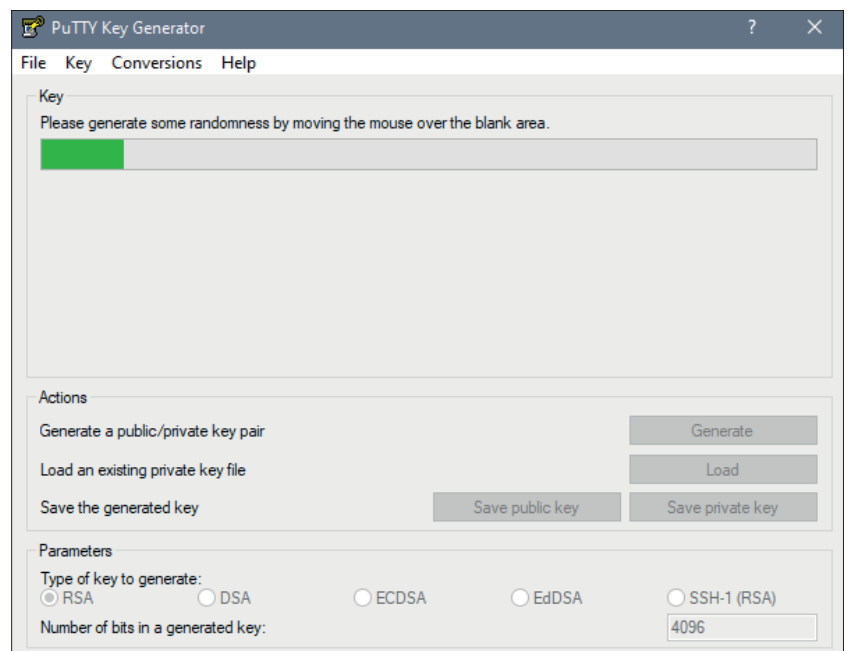 PuTTY Key Generator ? ×
File Key Conversions Help
Key
Please generate some randomness by moving the mouse over the blank area.
Actions
Generate a public/private key pair Generate
Load an existing private key file Load
Save the generated key Save public key Save private key
Parameters
Type of key to generate:
RSA DSA ECDSA EdDSA SSH-1 (RSA)
Number of bits in a generated key: 4096